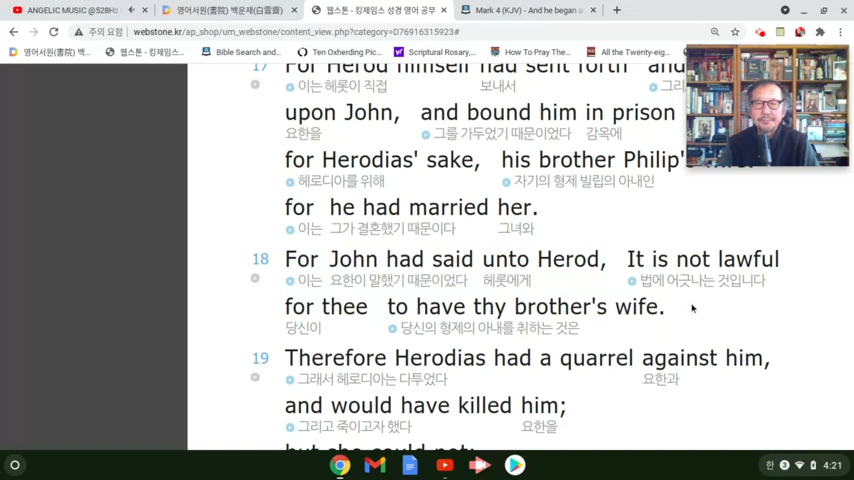 ANGELIC MUSIC @528Hz
영어서원(書院) 백운재(白雲齋)
웹스톤 - 킹제임스 성경 영어 공부
Mark 4 (KJV) - And he began a
주의 요함
webstone.kr/ap_shop/um_webstone/content_view.php?category=D76916315923#
영어서원(書院) 백...
웹스톤 - 킹제임스...
Bible Search and...
Ten Oxherding Pic...
Scriptural Rosary,...
How To Pray The...
All the Twenty-eig...
17 For Herod himself had sent forth and
이는 헤롯이 직접 보내서 그리
upon John, and bound him in prison
요한을 그를 가두었기 때문이었다 감옥에
for Herodias' sake, his brother Philip's
헤로디아를 위해 자기의 형제 빌립의 아내인
for he had married her.
이는 그가 결혼했기 때문이다 그녀와
18 For John had said unto Herod, It is not lawful
이는 요한이 말했기 때문이었다 헤롯에게 법에 어긋나는 것입니다
for thee to have thy brother's wife.
당신이 당신의 형제의 아내를 취하는 것은
19 Therefore Herodias had a quarrel against him,
그래서 헤로디아는 다투었다 요한과
and would have killed him;
그리고 죽이고자 했다 요한을
but she could not:
한 3 4:21